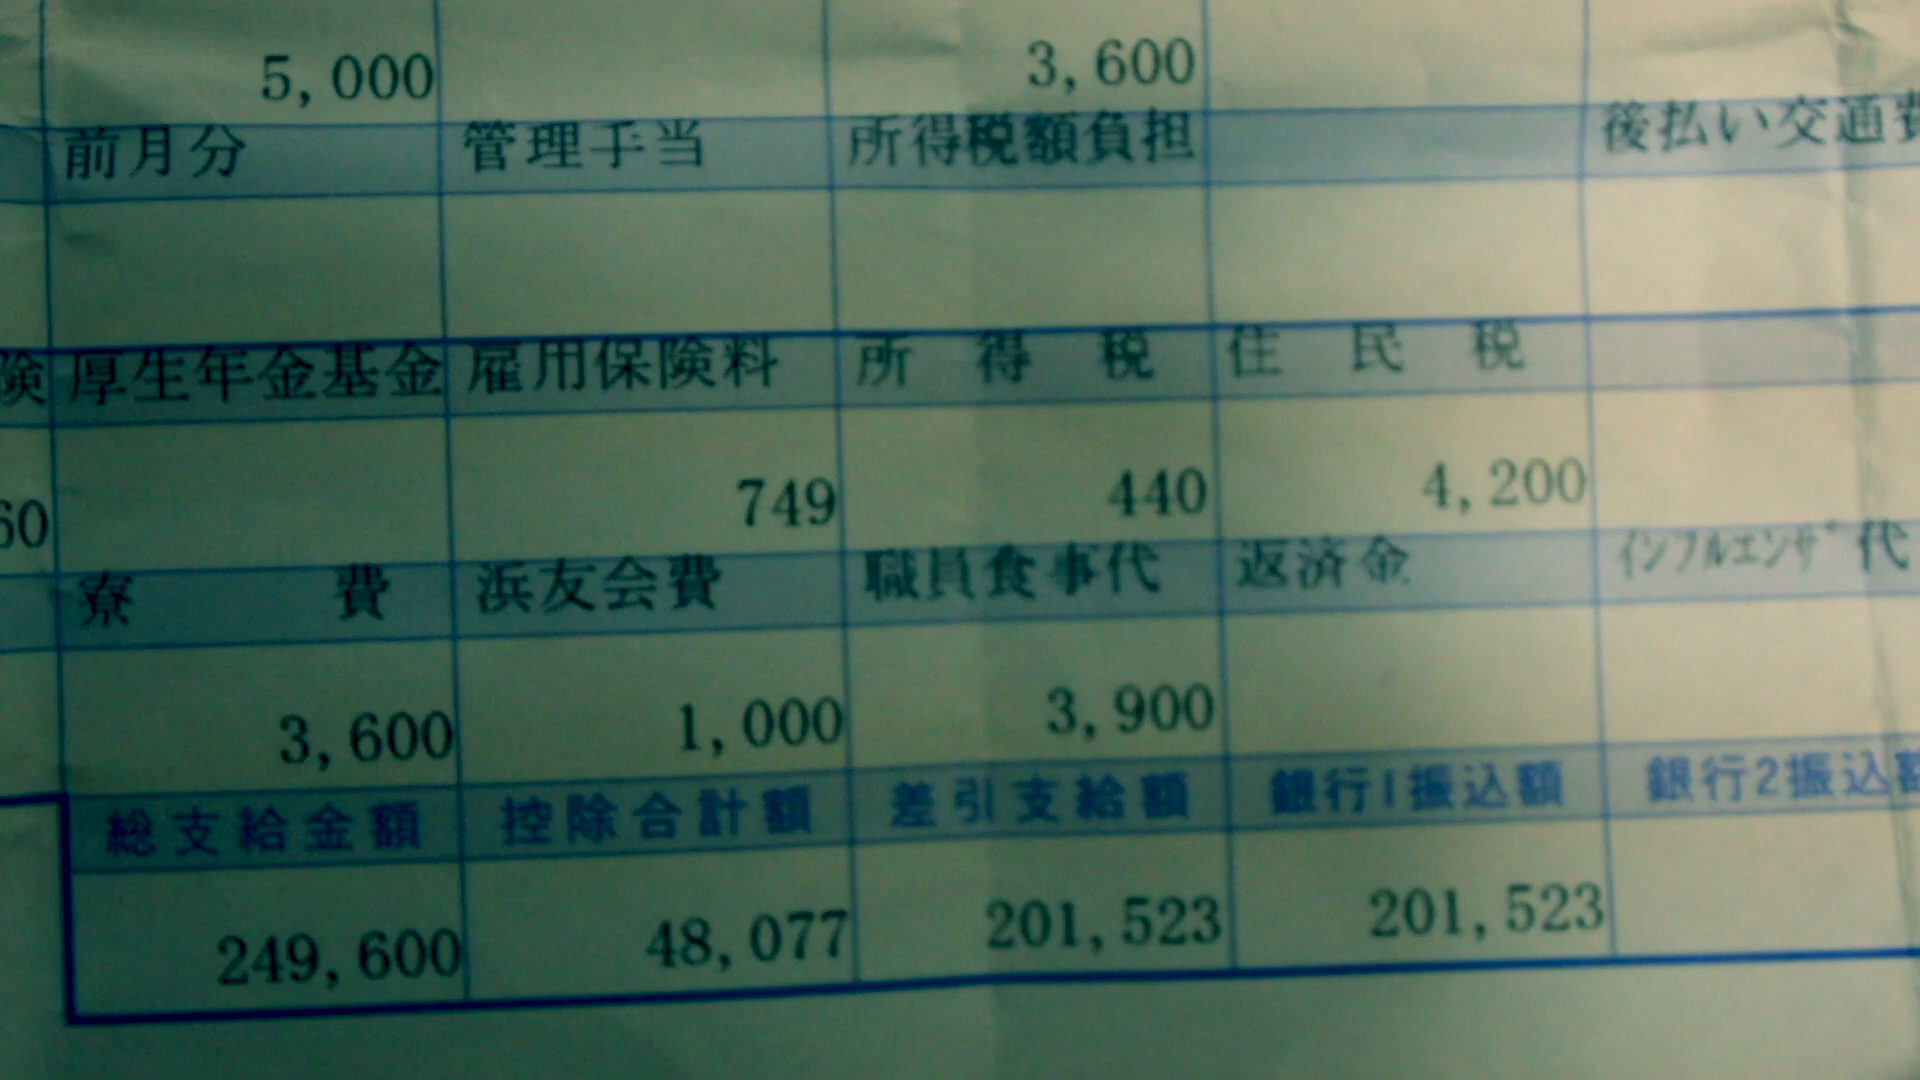 5,000 3,600
前月分 管理手当 所得税額負担 後払い交通費
険 厚生年金基金 雇用保険料 所得税 住民税
60 749 440 4,200
寮費 浜友会費 職員食事代 返済金 インフルエンザ代
3,600 1,000 3,900
総支給金額 控除合計額 差引支給額 銀行1振込額 銀行2振込額
249,600 48,077 201,523 201,523